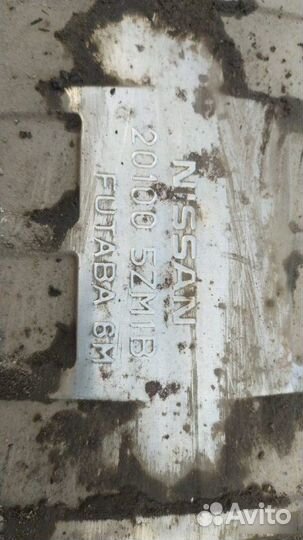 NISSAN
20100 5ZM1B
FUTABA 6M
Avito